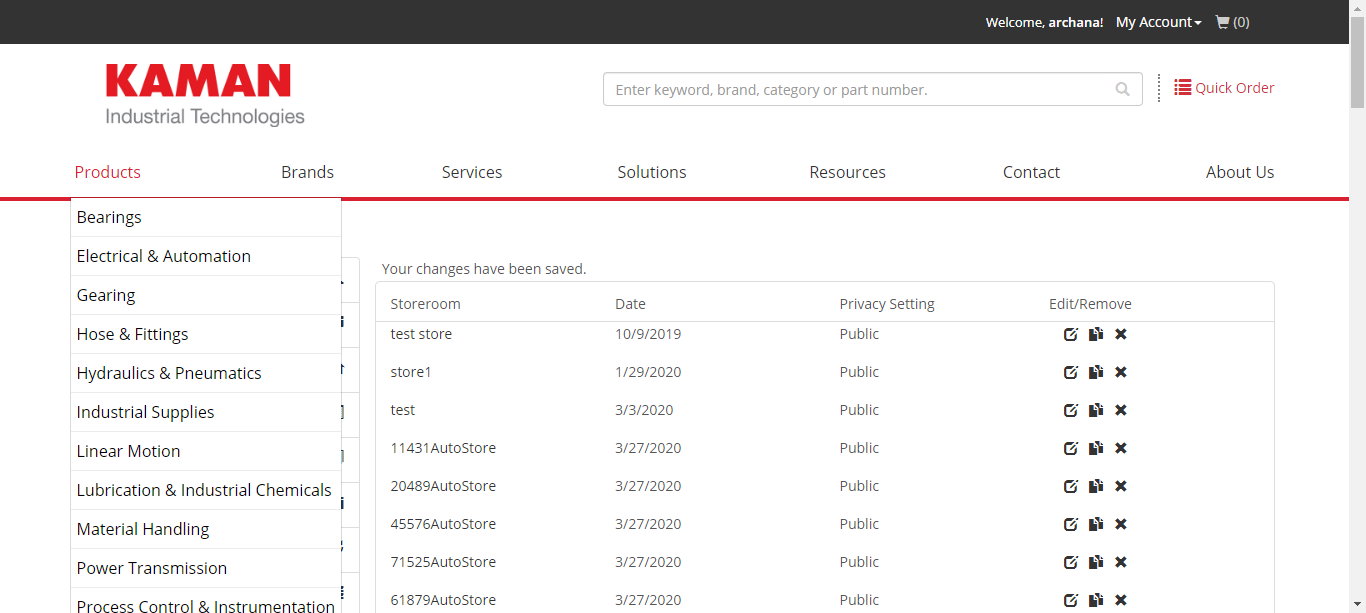 Welcome, archana! My Account (0)
KAMAN
Industrial Technologies
Enter keyword, brand, category or part number.
Quick Order
Products Brands Services Solutions Resources Contact About Us
Bearings
Electrical & Automation
Gearing
Hose & Fittings
Hydraulics & Pneumatics
Industrial Supplies
Linear Motion
Lubrication & Industrial Chemicals
Material Handling
Power Transmission
Process Control & Instrumentation
Your changes have been saved.
Storeroom Date Privacy Setting Edit/Remove
test store 10/9/2019 Public
store1 1/29/2020 Public
test 3/3/2020 Public
11431AutoStore 3/27/2020 Public
20489AutoStore 3/27/2020 Public
45576AutoStore 3/27/2020 Public
71525AutoStore 3/27/2020 Public
61879AutoStore 3/27/2020 Public